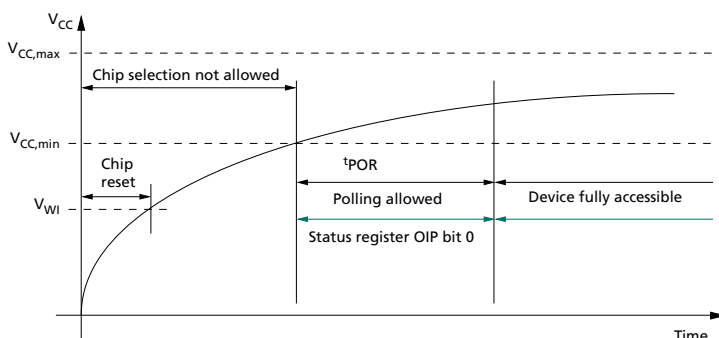 VCC
VCC,max
Chip selection not allowed
VCC,min
Chip
reset
tPOR
VWI
Polling allowed
Device fully accessible
Status register OIP bit 0
Time